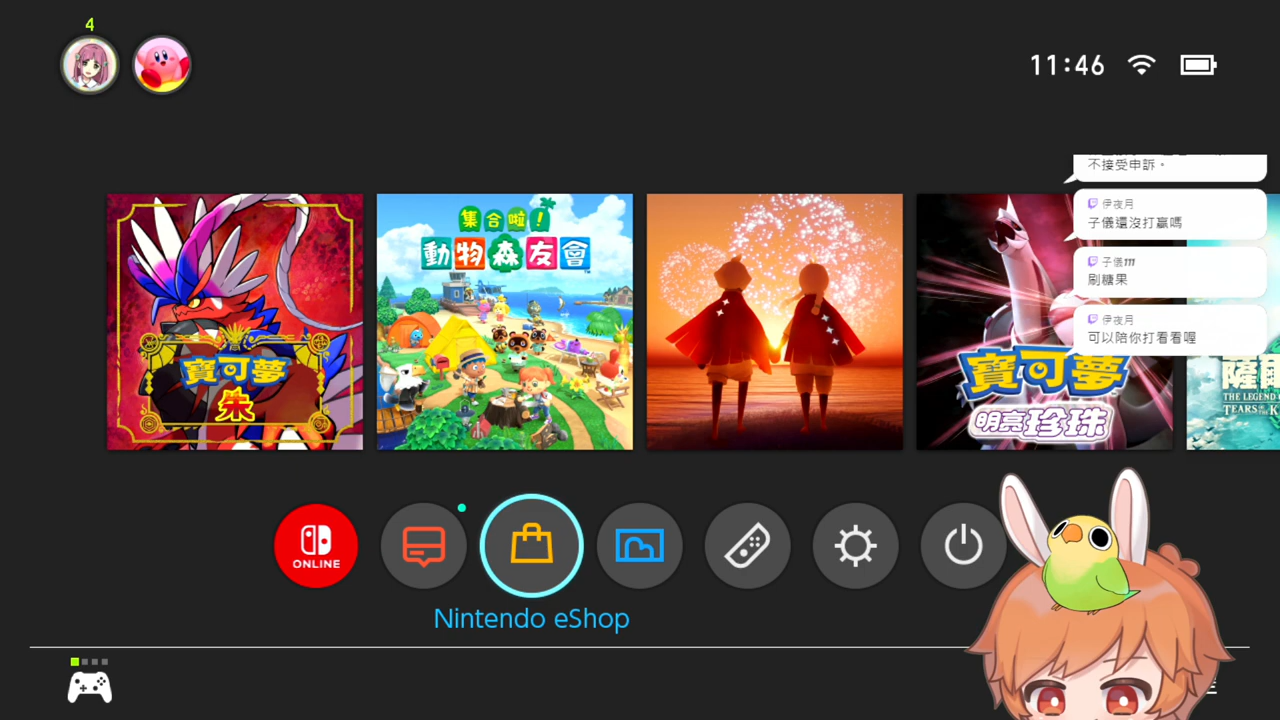 4
11:46
不接受申訴。
伊夜月
子儀還沒打贏嗎
子儀m
刷糖果
伊夜月
可以陪你打看看喔
寶可夢
朱
集合啦!
動物森友會
寶可夢
明亮珍珠
薩爾
THE LEGEND O
TEARS OF THE K
ONLINE
Nintendo eShop